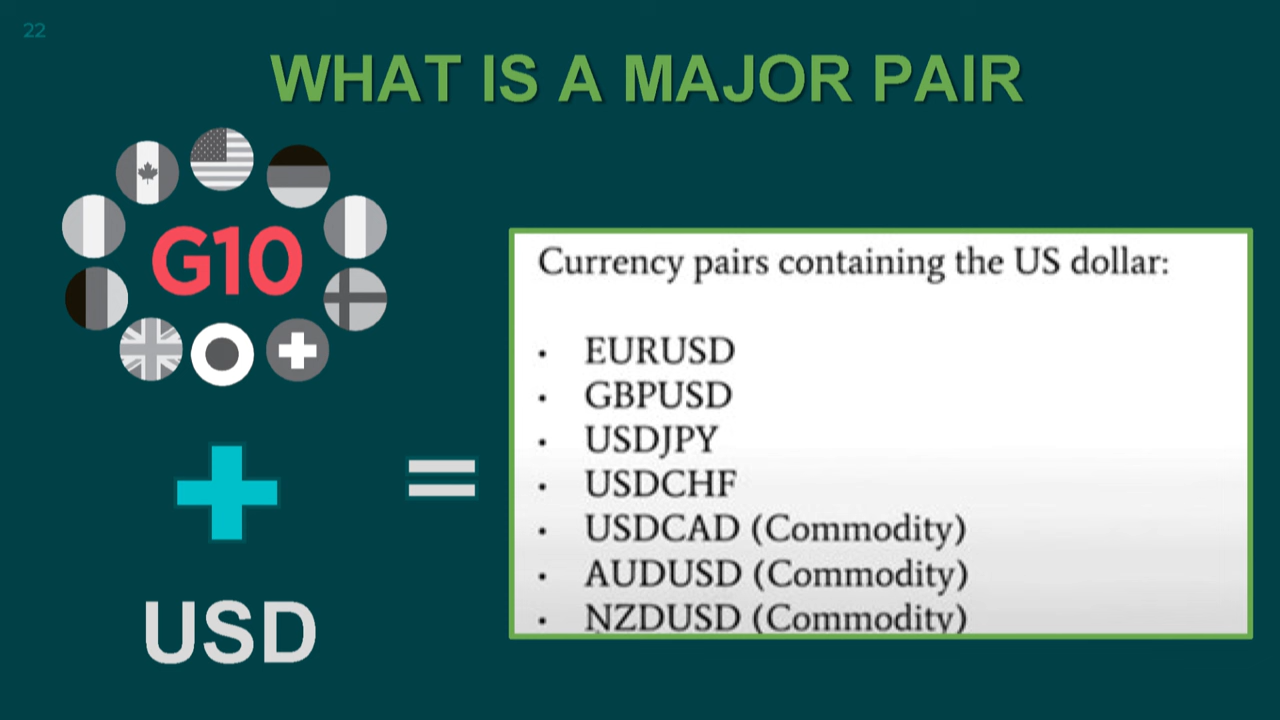 22
WHAT IS A MAJOR PAIR
G10
USD
Currency pairs containing the US dollar:
• EURUSD
• GBPUSD
• USDJPY
• USDCHF
• USDCAD (Commodity)
• AUDUSD (Commodity)
• NZDUSD (Commodity)